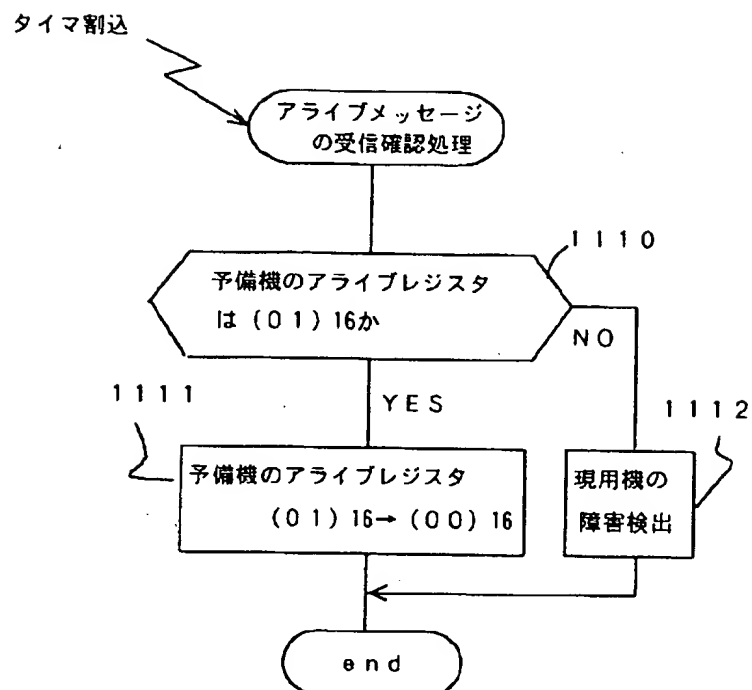 タイマ割込
アライブメッセージ
の受信確認処理
1110
予備機のアライブレジスタ
は(01)16か
NO
1111
YES
1112
予備機のアライブレジスタ
(01)16→(00)16
現用機の
障害検出
end